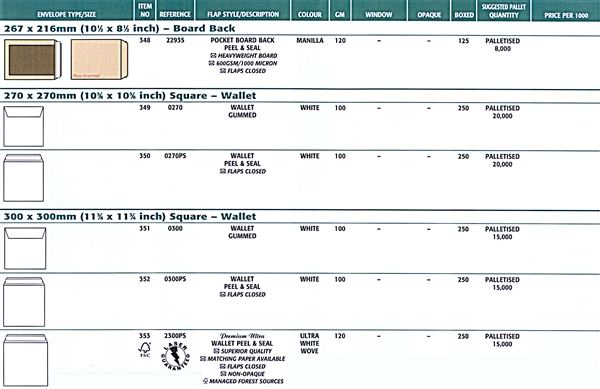 ENVELOPE TYPE/SIZE ITEM NO REFERENCE FLAP STYLE/DESCRIPTION COLOUR GM WINDOW OPAQUE BOXED SUGGESTED PALLET QUANTITY PRICE PER 1000
267 x 216mm (10½ x 8½ inch) – Board Back
348 22935 POCKET BOARD BACK MANILLA 120 – – 125 PALLETISED
PEEL & SEAL 8,000
HEAVYWEIGHT BOARD
600GSM/1000 MICRON
FLAPS CLOSED
270 x 270mm (10⅝ x 10⅝ inch) Square – Wallet
349 0270 WALLET WHITE 100 – – 250 PALLETISED
GUMMED 20,000
350 0270PS WALLET WHITE 100 – – 250 PALLETISED
PEEL & SEAL 20,000
FLAPS CLOSED
300 x 300mm (11¾ x 11¾ inch) Square – Wallet
351 0300 WALLET WHITE 100 – – 250 PALLETISED
GUMMED 15,000
352 0300PS WALLET WHITE 100 – – 250 PALLETISED
PEEL & SEAL 15,000
FLAPS CLOSED
353 2300PS Premium Ultra ULTRA 120 – – 250 PALLETISED
WALLET PEEL & SEAL WHITE 15,000
SUPERIOR QUALITY WOVE
MATCHING PAPER AVAILABLE
FLAPS CLOSED
NON-OPAQUE
MANAGED FOREST SOURCES
FSC
LASER GUARANTEED